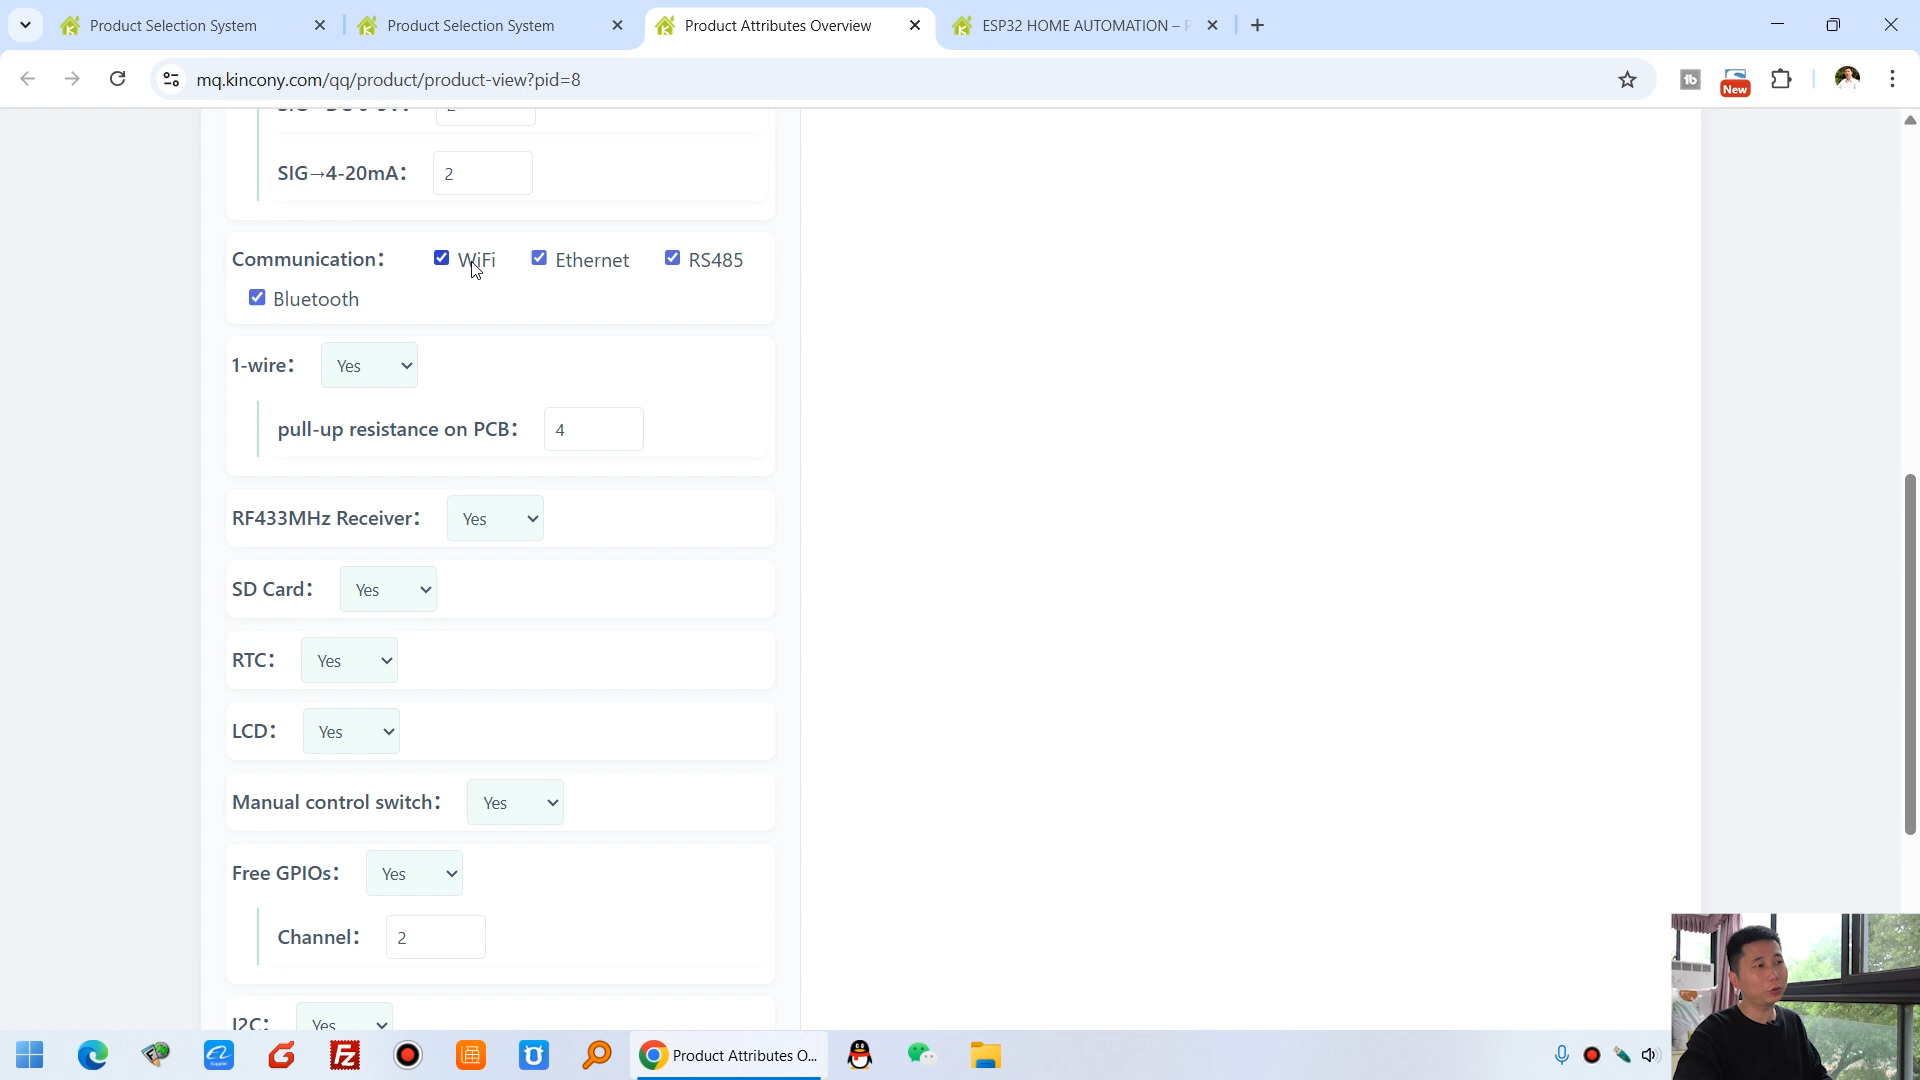 Product Selection System
Product Selection System
Product Attributes Overview
ESP32 HOME AUTOMATION –
mq.kincony.com/qq/product/product-view?pid=8
New
SIG→4-20mA: 2
Communication: WiFi Ethernet RS485
Bluetooth
1-wire: Yes
pull-up resistance on PCB: 4
RF433MHz Receiver: Yes
SD Card: Yes
RTC: Yes
LCD: Yes
Manual control switch: Yes
Free GPIOs: Yes
Channel: 2
I2C: Yes
Product Attributes O...